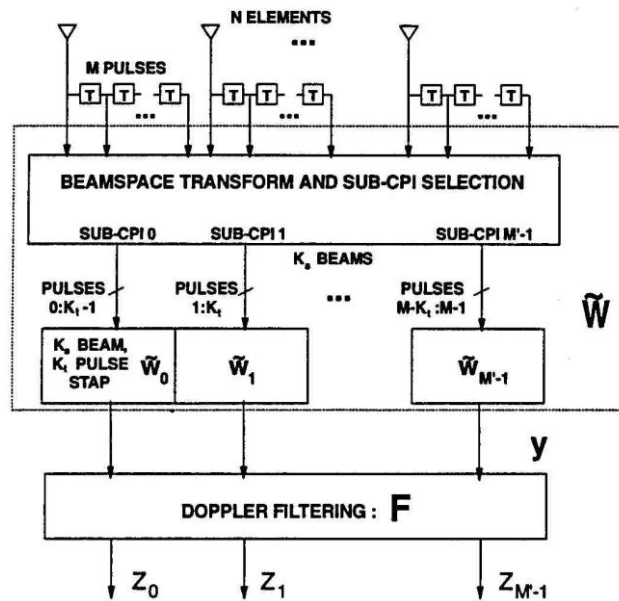 N ELEMENTS
...
M PULSES
T T T T T T
... ... ...
BEAMSPACE TRANSFORM AND SUB-CPI SELECTION
SUB-CPI 0 SUB-CPI 1 SUB-CPI M'-1
Kₛ BEAMS
PULSES PULSES ... PULSES
0:Kₜ-1 1:Kₜ M-Kₜ:M-1
W̃
Kₛ BEAM,
Kₜ PULSE
STAP
W̃₀ W̃₁ W̃M'-1
y
DOPPLER FILTERING : F
Z₀ Z₁ ZM'-1